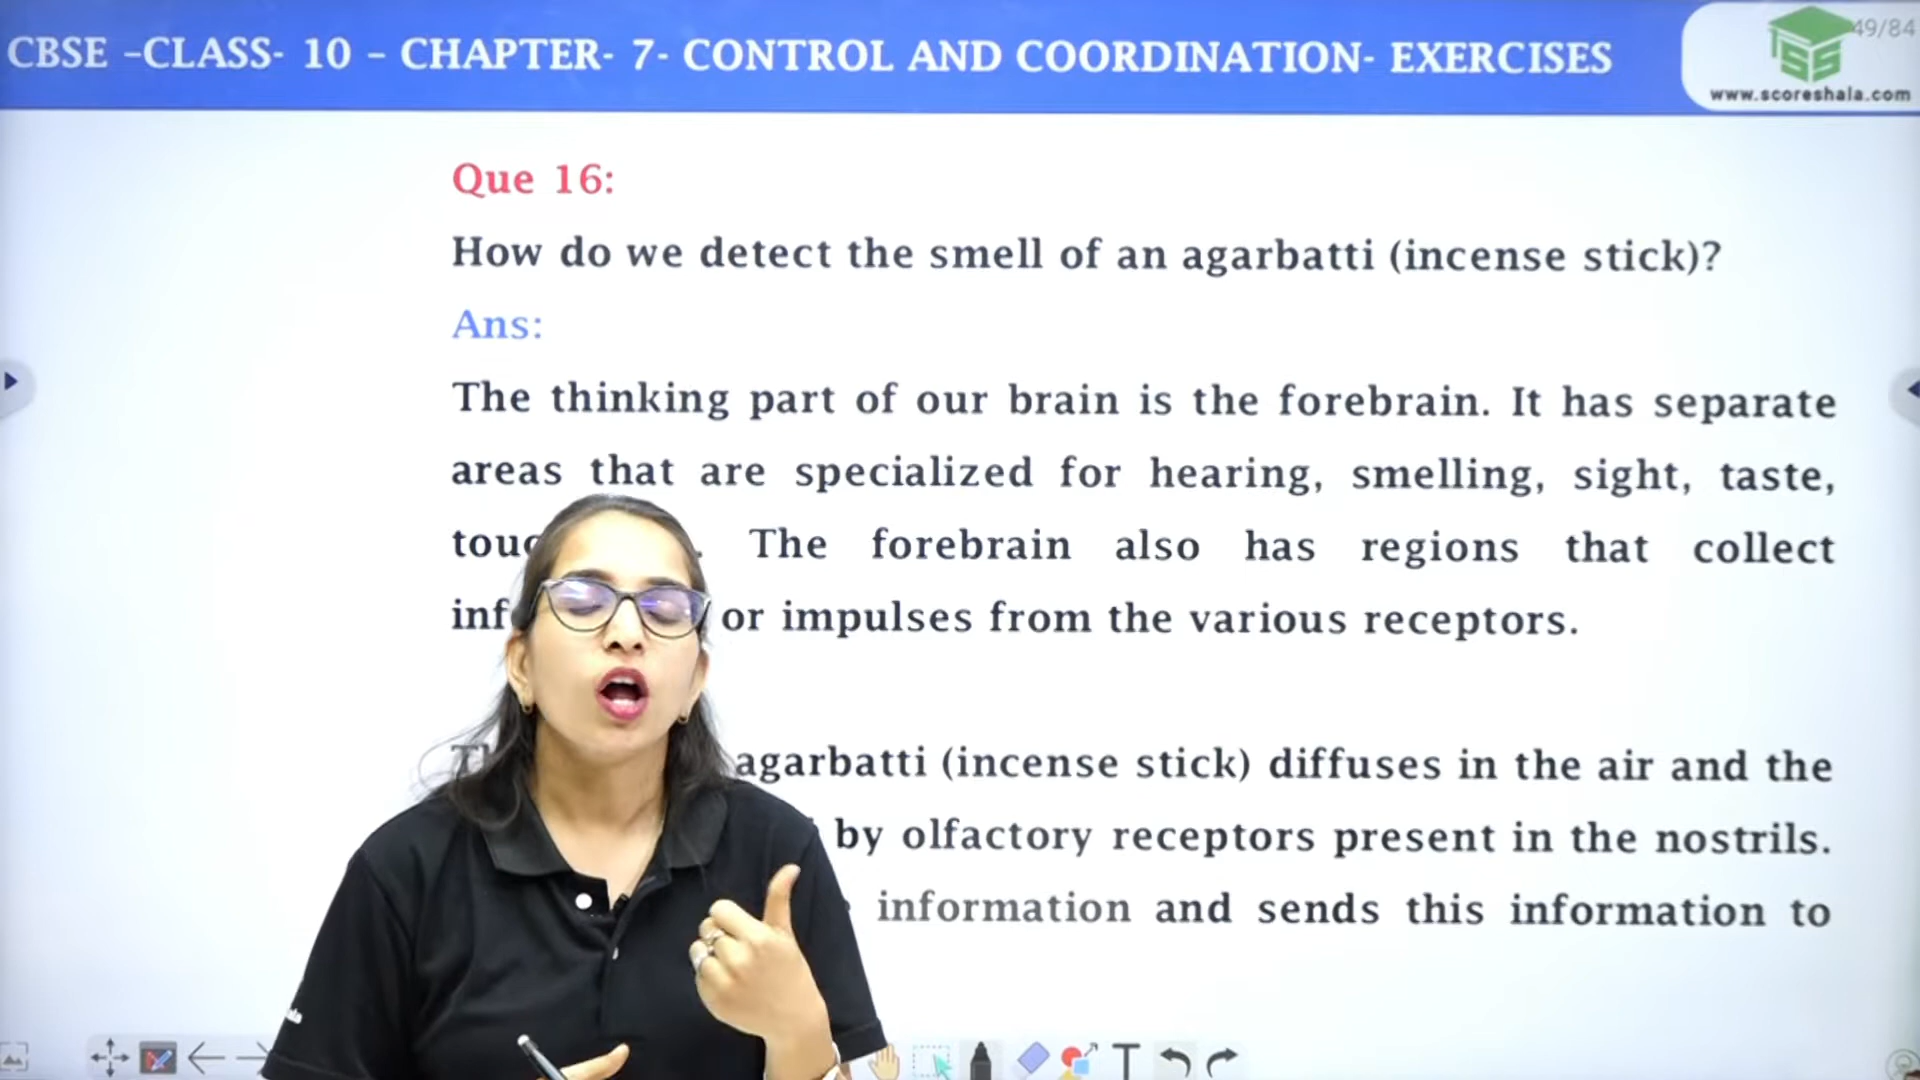 CBSE –CLASS- 10 – CHAPTER- 7- CONTROL AND COORDINATION- EXERCISES
49/84
www.scoreshala.com
Que 16:
How do we detect the smell of an agarbatti (incense stick)?
Ans:
The thinking part of our brain is the forebrain. It has separate
areas that are specialized for hearing, smelling, sight, taste,
The forebrain also has regions that collect
or impulses from the various receptors.
agarbatti (incense stick) diffuses in the air and the
by olfactory receptors present in the nostrils.
information and sends this information to